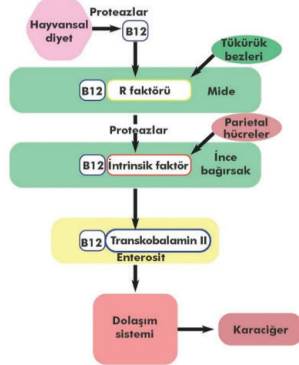 Hayvansal
diyet
Proteazlar
B12
Tükürük
bezleri
B12
R faktörü
Mide
Proteazlar
Parietal
hücreler
B12
İntrinsik faktör
İnce
bağırsak
B12
Transkobalamin II
Enterosit
Dolaşım
sistemi
Karaciğer